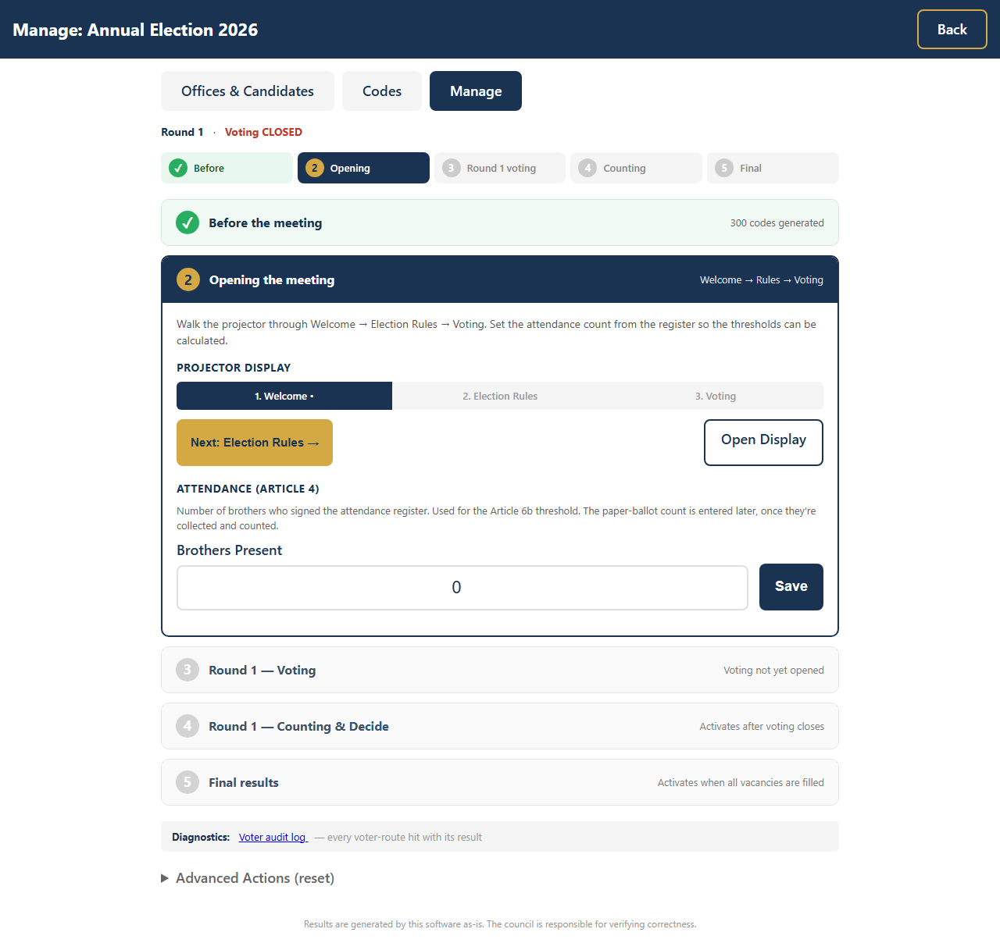 Manage: Annual Election 2026
Back
Offices & Candidates
Codes
Manage
Round 1 · Voting CLOSED
✓ Before
2 Opening
3 Round 1 voting
4 Counting
5 Final
✓ Before the meeting
300 codes generated
2 Opening the meeting
Welcome → Rules → Voting
Walk the projector through Welcome → Election Rules → Voting. Set the attendance count from the register so the thresholds can be
calculated.
PROJECTOR DISPLAY
1. Welcome •
2. Election Rules
3. Voting
Next: Election Rules →
Open Display
ATTENDANCE (ARTICLE 4)
Number of brothers who signed the attendance register. Used for the Article 6b threshold. The paper-ballot count is entered later, once they're
collected and counted.
Brothers Present
0
Save
3 Round 1 — Voting
Voting not yet opened
4 Round 1 — Counting & Decide
Activates after voting closes
5 Final results
Activates when all vacancies are filled
Diagnostics: Voter audit log — every voter-route hit with its result
▶ Advanced Actions (reset)
Results are generated by this software as-is. The council is responsible for verifying correctness.